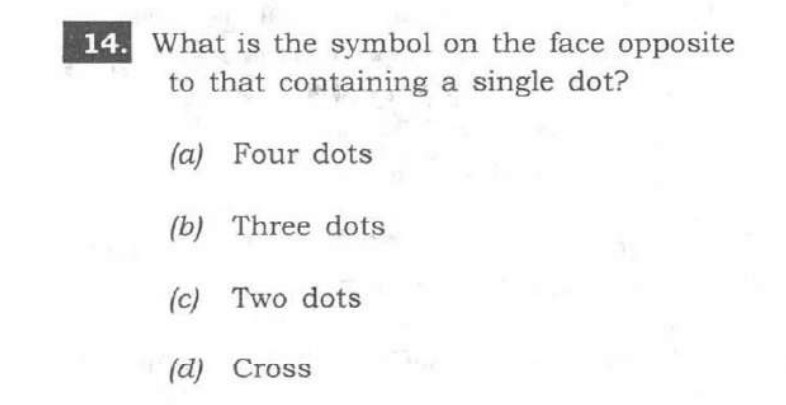 14. What is the symbol on the face opposite
to that containing a single dot?
(a) Four dots
(b) Three dots
(c) Two dots
(d) Cross